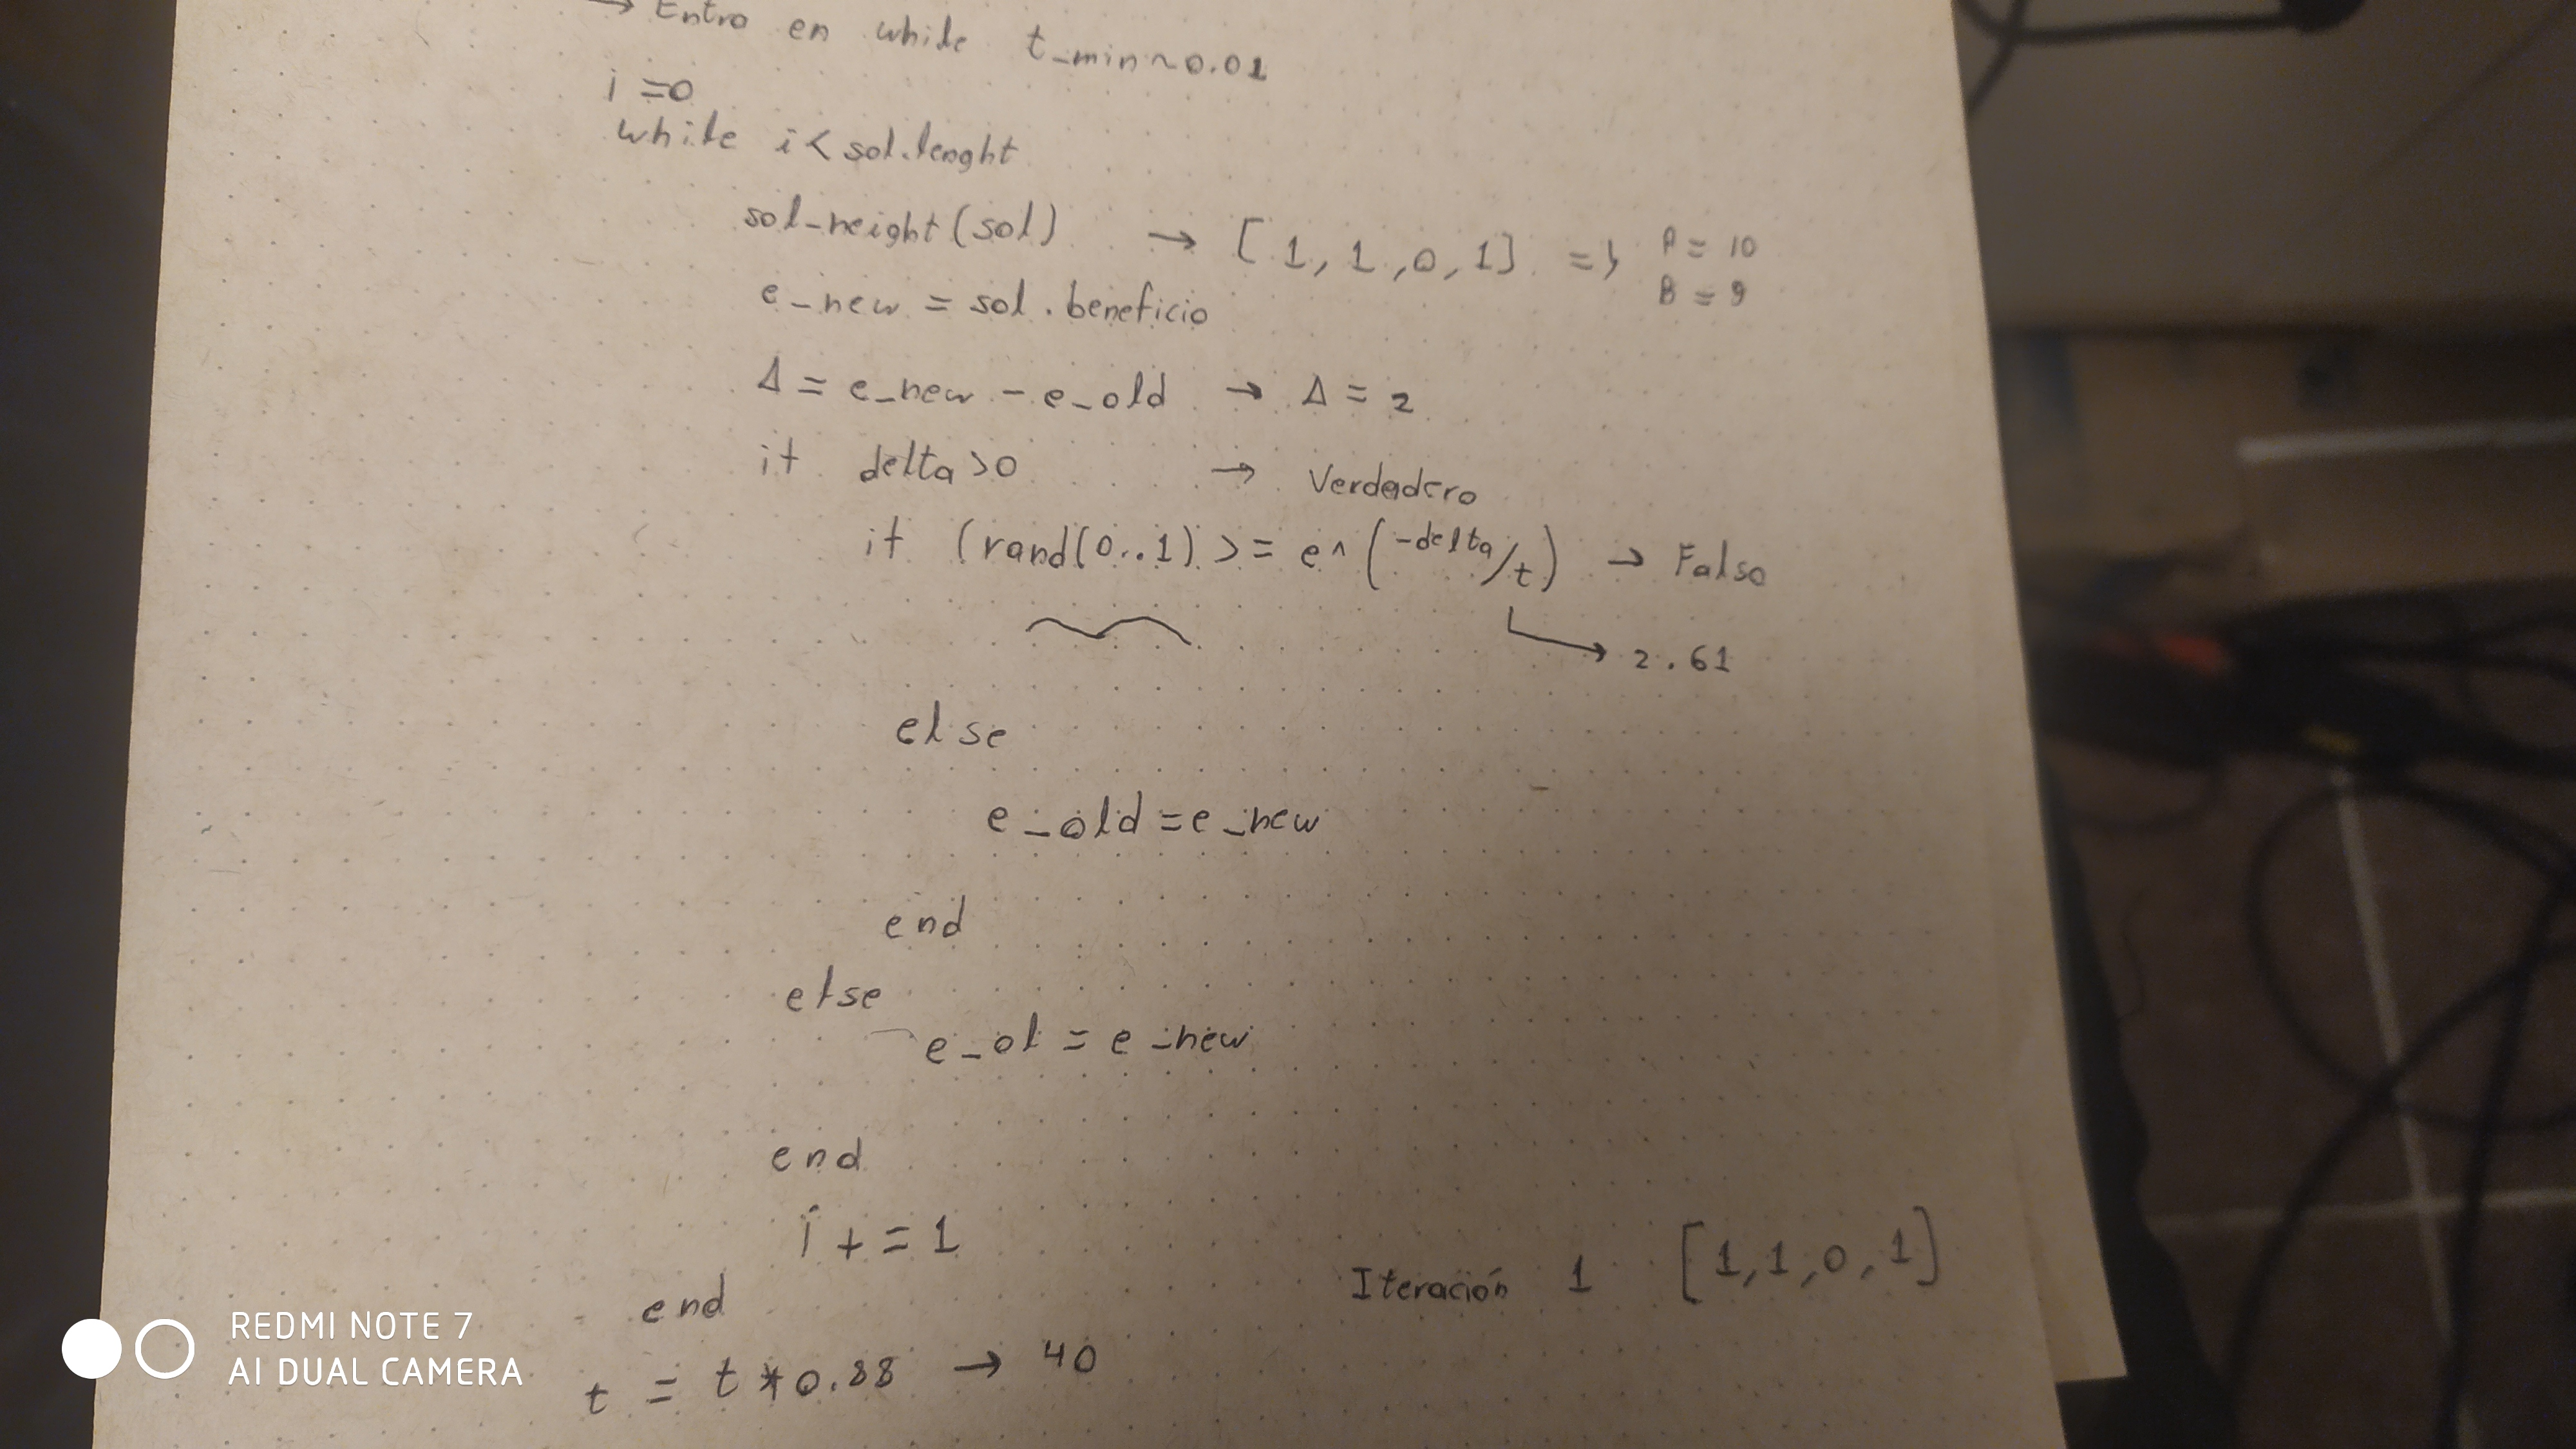 → Entro en while t_min~0.01
i =0
while i < sol.lenght
sol-neight(sol) → [1, 1, 0, 1] => P = 10
B = 9
e_new = sol.beneficio
Δ = e_new - e_old → Δ = 2
if delta >0 → Verdadero
if (rand(0..1) >= e^(-delta/t) → Falso
2.61
else
e_old = e_new
end
else
e_ol = e_new
end
i += 1
end Iteración 1 [1,1,0,1]
t = t*0.88 → 40
REDMI NOTE 7
AI DUAL CAMERA